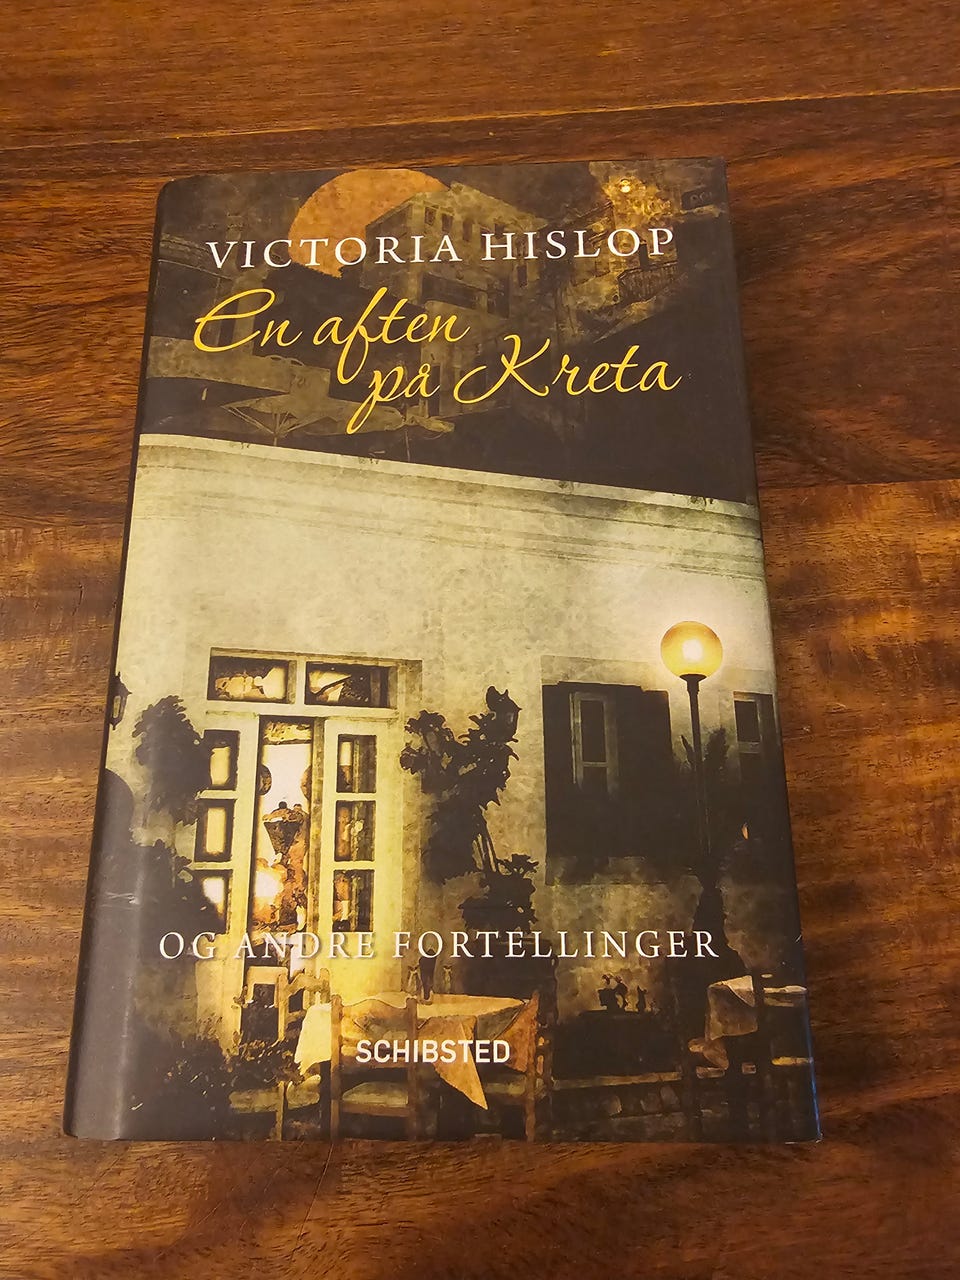 VICTORIA HISLOP
En aften
på Kreta
OG ANDRE FORTELLINGER
SCHIBSTED